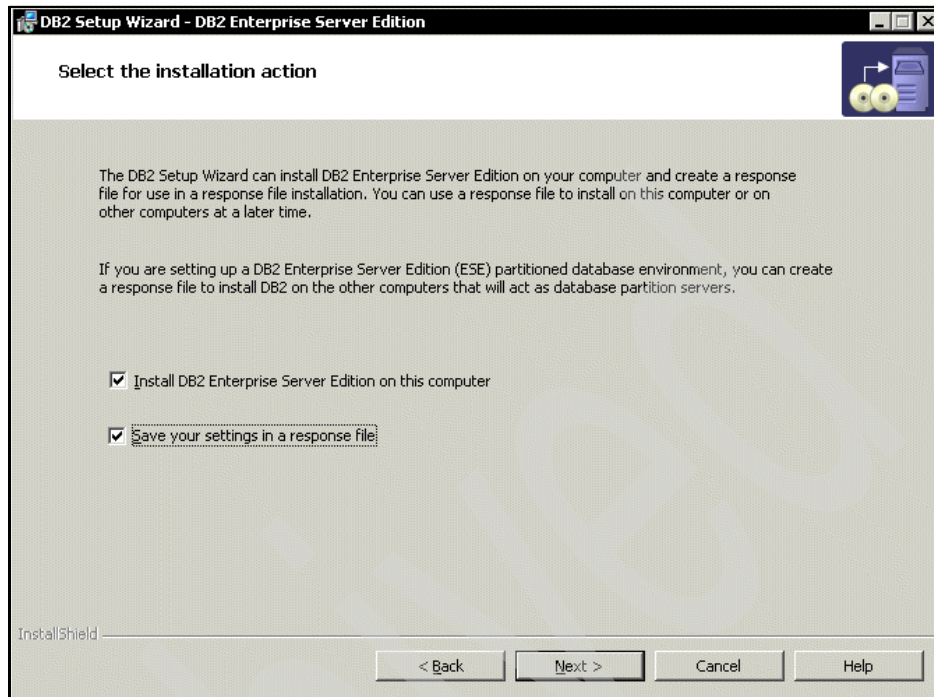 DB2 Setup Wizard - DB2 Enterprise Server Edition
Select the installation action
The DB2 Setup Wizard can install DB2 Enterprise Server Edition on your computer and create a response
file for use in a response file installation. You can use a response file to install on this computer or on
other computers at a later time.
If you are setting up a DB2 Enterprise Server Edition (ESE) partitioned database environment, you can create
a response file to install DB2 on the other computers that will act as database partition servers.
Install DB2 Enterprise Server Edition on this computer
Save your settings in a response file
InstallShield
< Back Next > Cancel Help